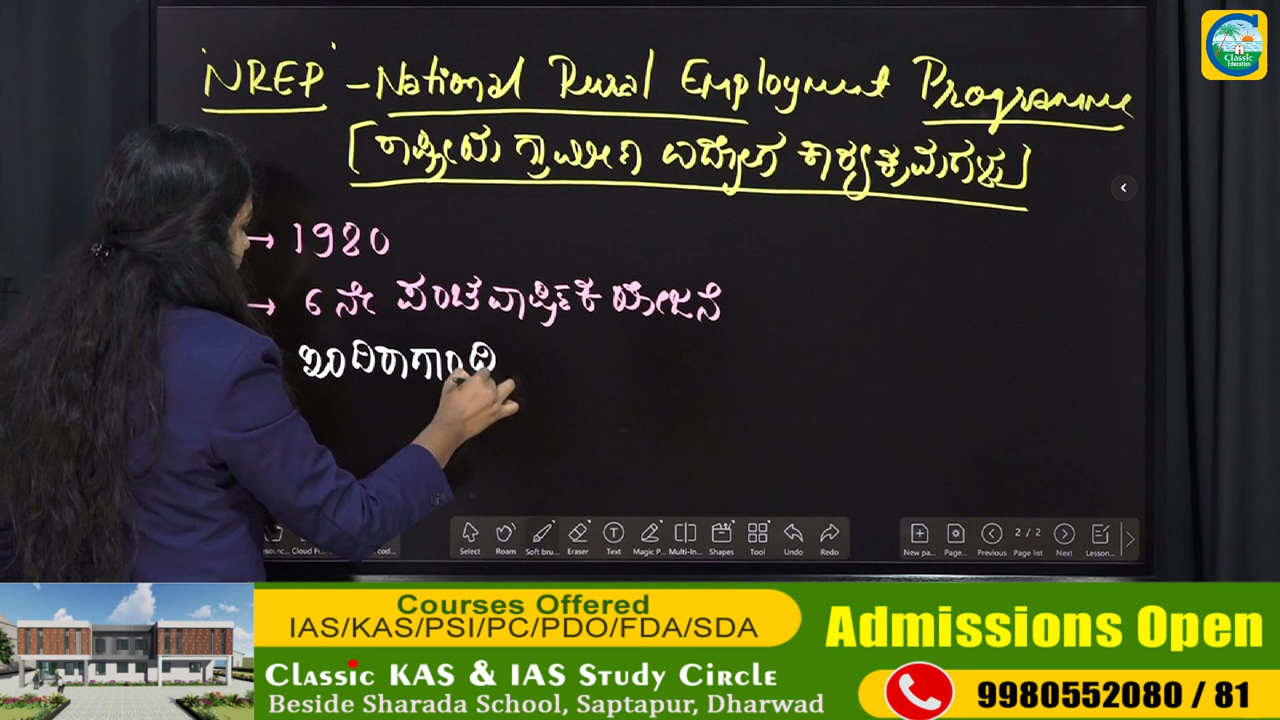 'NREP' - National Rural Employment Programme
[ರಾಷ್ಟ್ರೀಯ ಗ್ರಾಮೀಣ ಉದ್ಯೋಗ ಕಾರ್ಯಕ್ರಮಗಳು]
→ 1980
→ 6 ನೇ ಪಂಚವಾರ್ಷಿಕ ಯೋಜನೆ
ಇಂದಿರಾಗಾಂಧಿ
Classic
Education
Select Roam Soft bru... Eraser Text Magic P... Multi-In... Shapes Tool Undo Redo
New pa... Page... Previous 2 / 2 Page list Next Lesson...
Courses Offered
IAS/KAS/PSI/PC/PDO/FDA/SDA
Classic KAS & IAS Study Circle
Beside Sharada School, Saptapur, Dharwad
Admissions Open
9980552080 / 81